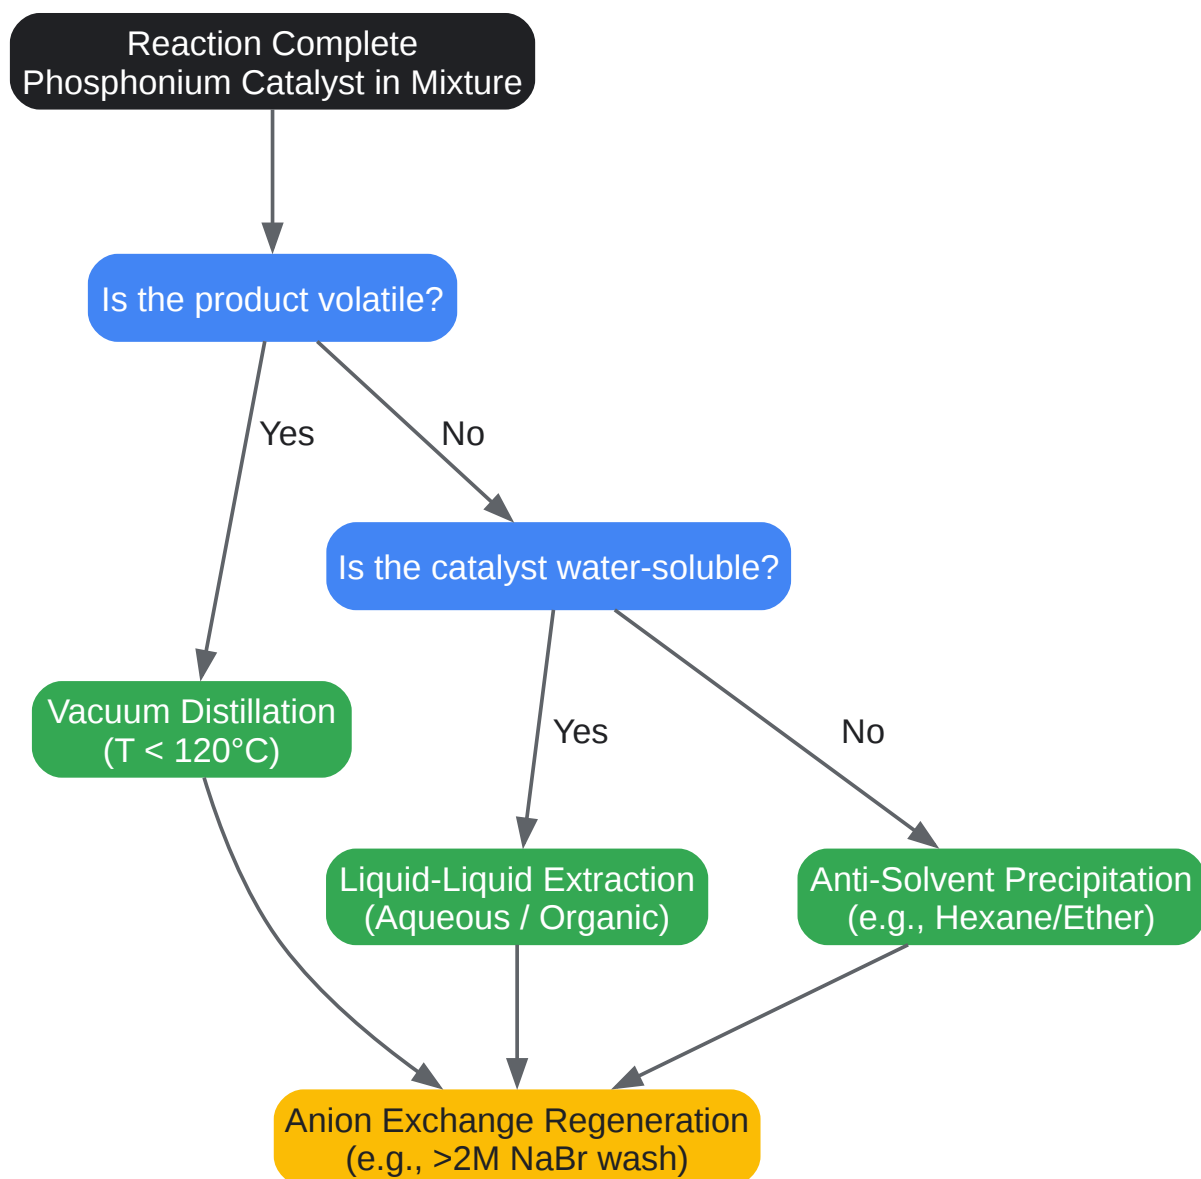 Reaction Complete
Phosphonium Catalyst in Mixture
Is the product volatile?
Yes
No
Is the catalyst water-soluble?
Vacuum Distillation
(T < 120°C)
Yes
No
Liquid-Liquid Extraction
(Aqueous / Organic)
Anti-Solvent Precipitation
(e.g., Hexane/Ether)
Anion Exchange Regeneration
(e.g., >2M NaBr wash)